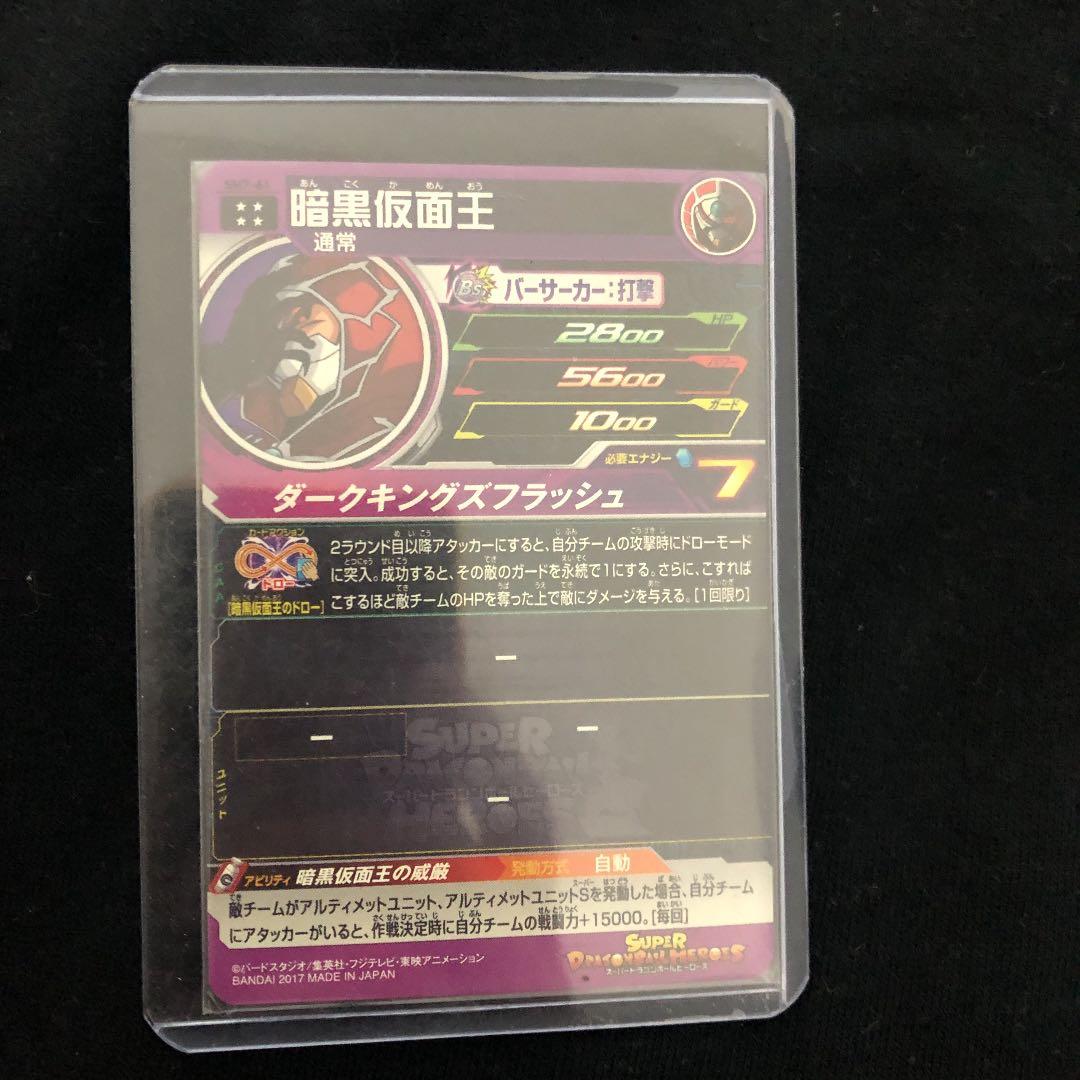 SH7-61
★★
★★
あんこくかめんおう
暗黒仮面王
通常
Bs
バーサーカー:打撃
HP
2800
パワー
5600
ガード
1000
必要エナジー
7
ダークキングズフラッシュ
カードアクション
ドロー
[暗黒仮面王のドロー]
2ラウンド目以降アタッカーにすると、自分チームの攻撃時にドローモード
に突入。成功すると、その敵のガードを永続で1にする。さらに、こすれば
こするほど敵チームのHPを奪った上で敵にダメージを与える。[1回限り]
CAA
—
—
—
—
ユニット
SUPER
DRAGONBALL
スーパードラゴンボールヒーローズ
HEROES
アビリティ 暗黒仮面王の威厳
発動方式 自動
敵チームがアルティメットユニット、アルティメットユニットSを発動した場合、自分チーム
にアタッカーがいると、作戦決定時に自分チームの戦闘力+15000。[毎回]
©バードスタジオ/集英社・フジテレビ・東映アニメーション
BANDAI 2017 MADE IN JAPAN
SUPER
DRAGONBALL HEROES
スーパードラゴンボールヒーローズ